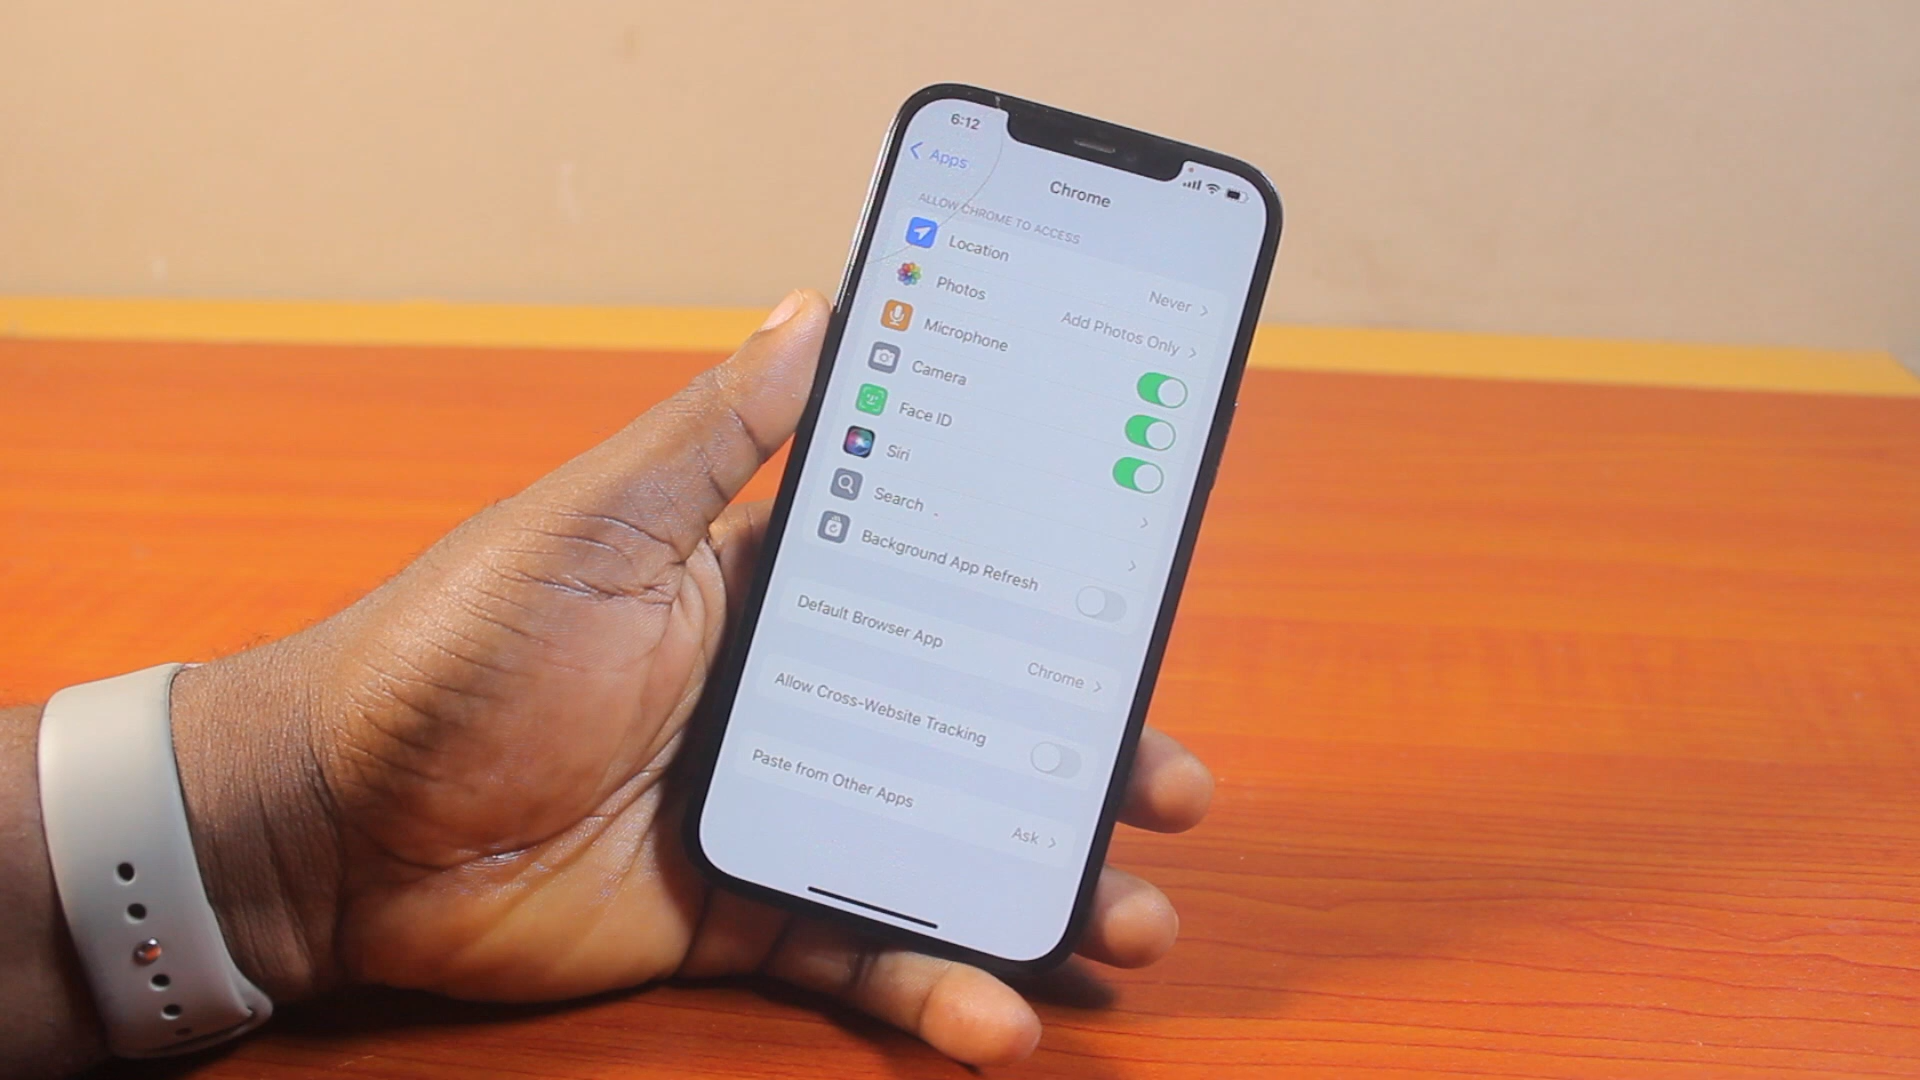 6:12
Apps
Chrome
ALLOW CHROME TO ACCESS
Location Never
Photos Add Photos Only
Microphone
Camera
Face ID
Siri
Search
Background App Refresh
Default Browser App Chrome
Allow Cross-Website Tracking
Paste from Other Apps Ask